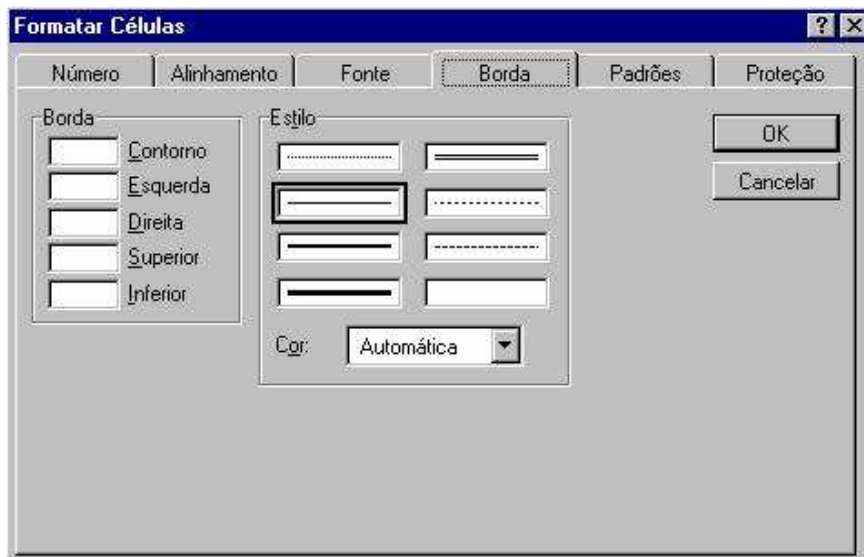 Formatar Células
Número Alinhamento Fonte Borda Padrões Proteção
Borda
Contorno
Esquerda
Direita
Superior
Inferior
Estilo
Cor: Automática
OK
Cancelar